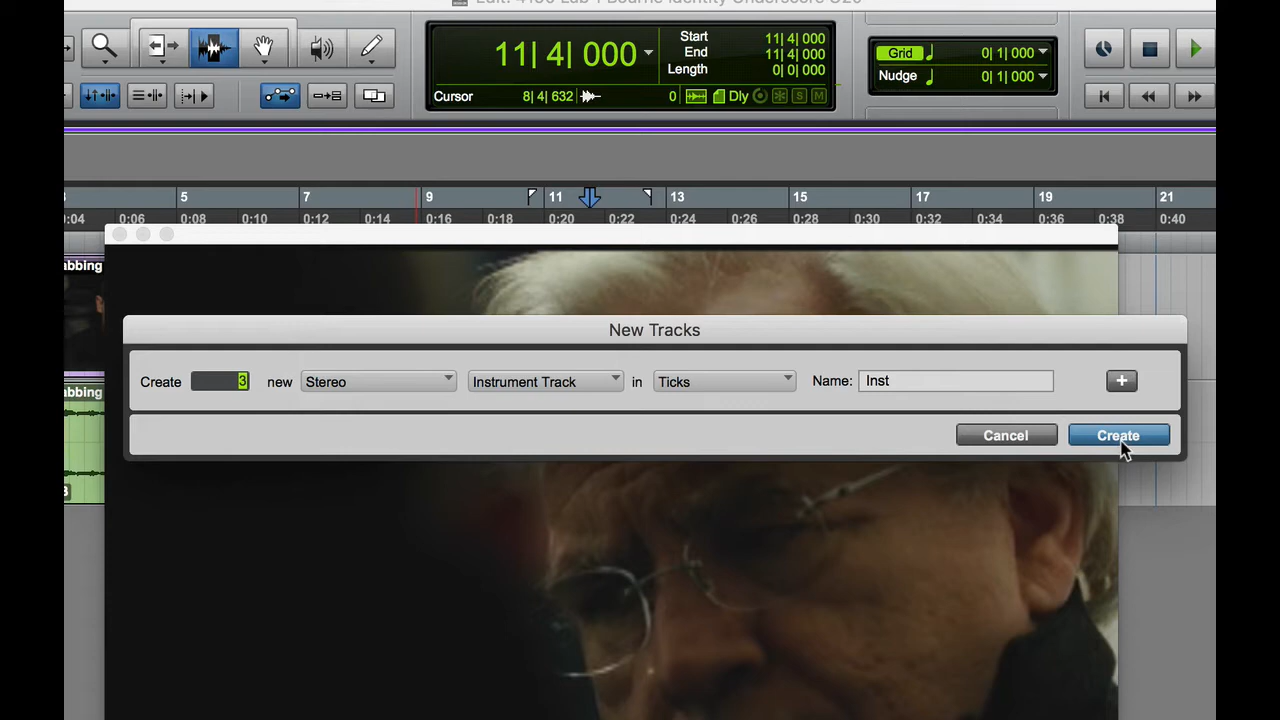 Edit: 4150 Lab 1 Bourne Identity Underscore S20
11| 4| 000
Start 11| 4| 000
End 11| 4| 000
Length 0| 0| 000
Cursor 8| 4| 632
0 Dly S M
Grid 0| 1| 000
Nudge 0| 1| 000
5 7 9 11 13 15 17 19 21
:04 0:06 0:08 0:10 0:12 0:14 0:16 0:18 0:20 0:22 0:24 0:26 0:28 0:30 0:32 0:34 0:36 0:38 0:40
abbing
New Tracks
Create 3 new Stereo Instrument Track in Ticks Name: Inst +
abbing
Cancel Create